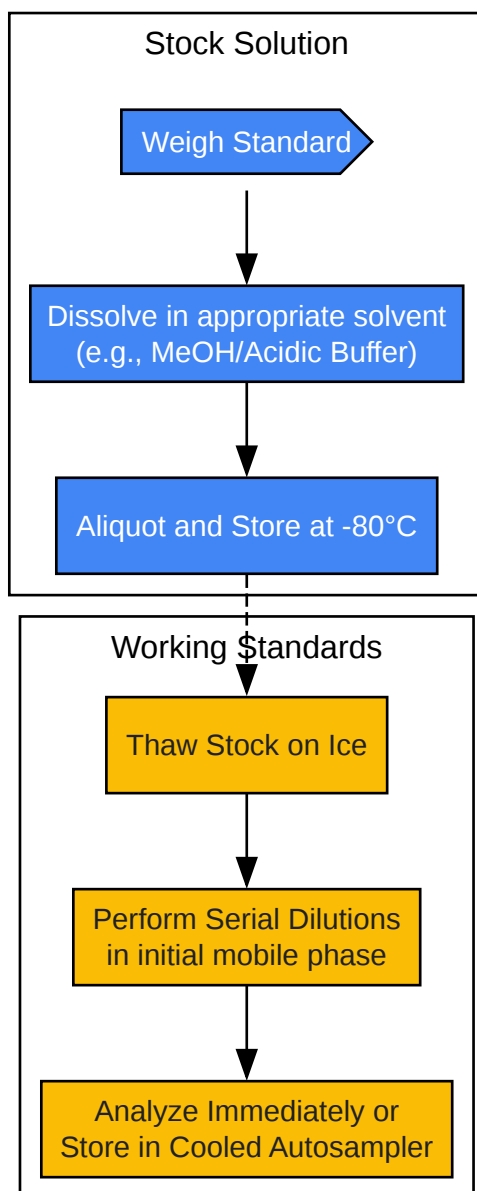 Stock Solution
Weigh Standard
Dissolve in appropriate solvent
(e.g., MeOH/Acidic Buffer)
Aliquot and Store at -80°C
Working Standards
Thaw Stock on Ice
Perform Serial Dilutions
in initial mobile phase
Analyze Immediately or
Store in Cooled Autosampler